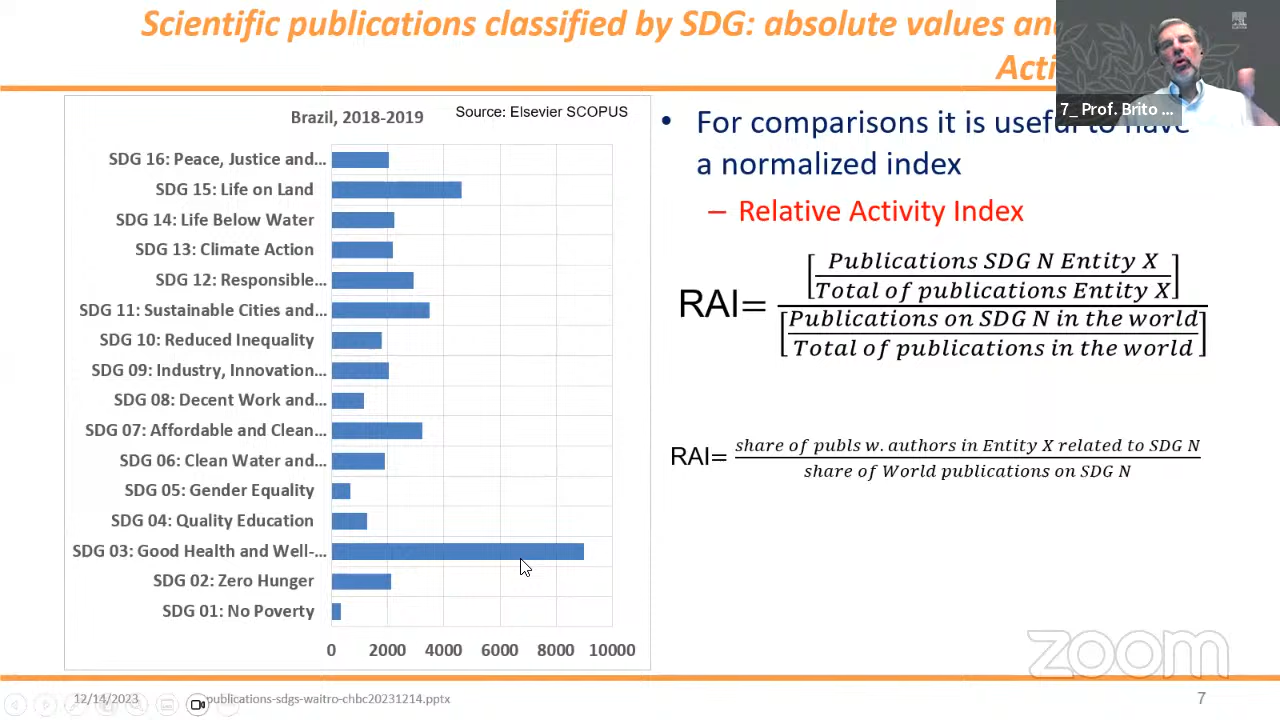 Scientific publications classified by SDG: absolute values and
Acti
7_ Prof. Brito ...
Brazil, 2018-2019
Source: Elsevier SCOPUS
SDG 16: Peace, Justice and...
SDG 15: Life on Land
SDG 14: Life Below Water
SDG 13: Climate Action
SDG 12: Responsible...
SDG 11: Sustainable Cities and...
SDG 10: Reduced Inequality
SDG 09: Industry, Innovation...
SDG 08: Decent Work and...
SDG 07: Affordable and Clean...
SDG 06: Clean Water and...
SDG 05: Gender Equality
SDG 04: Quality Education
SDG 03: Good Health and Well-...
SDG 02: Zero Hunger
SDG 01: No Poverty
0 2000 4000 6000 8000 10000
• For comparisons it is useful to have
a normalized index
– Relative Activity Index
RAI=
[Publications SDG N Entity X
Total of publications Entity X]
[Publications on SDG N in the world
Total of publications in the world]
RAI=
share of publs w. authors in Entity X related to SDG N
share of World publications on SDG N
zoom
12/14/2023
publications-sdgs-waitro-chbc20231214.pptx
7